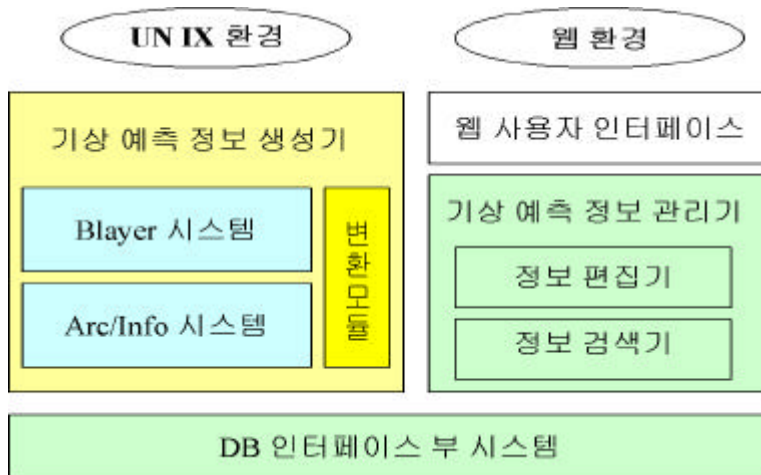 UN IX 환경
웹 환경
기상 예측 정보 생성기
Blayer 시스템
Arc/Info 시스템
변환모듈
웹 사용자 인터페이스
기상 예측 정보 관리기
정보 편집기
정보 검색기
DB 인터페이스 부 시스템